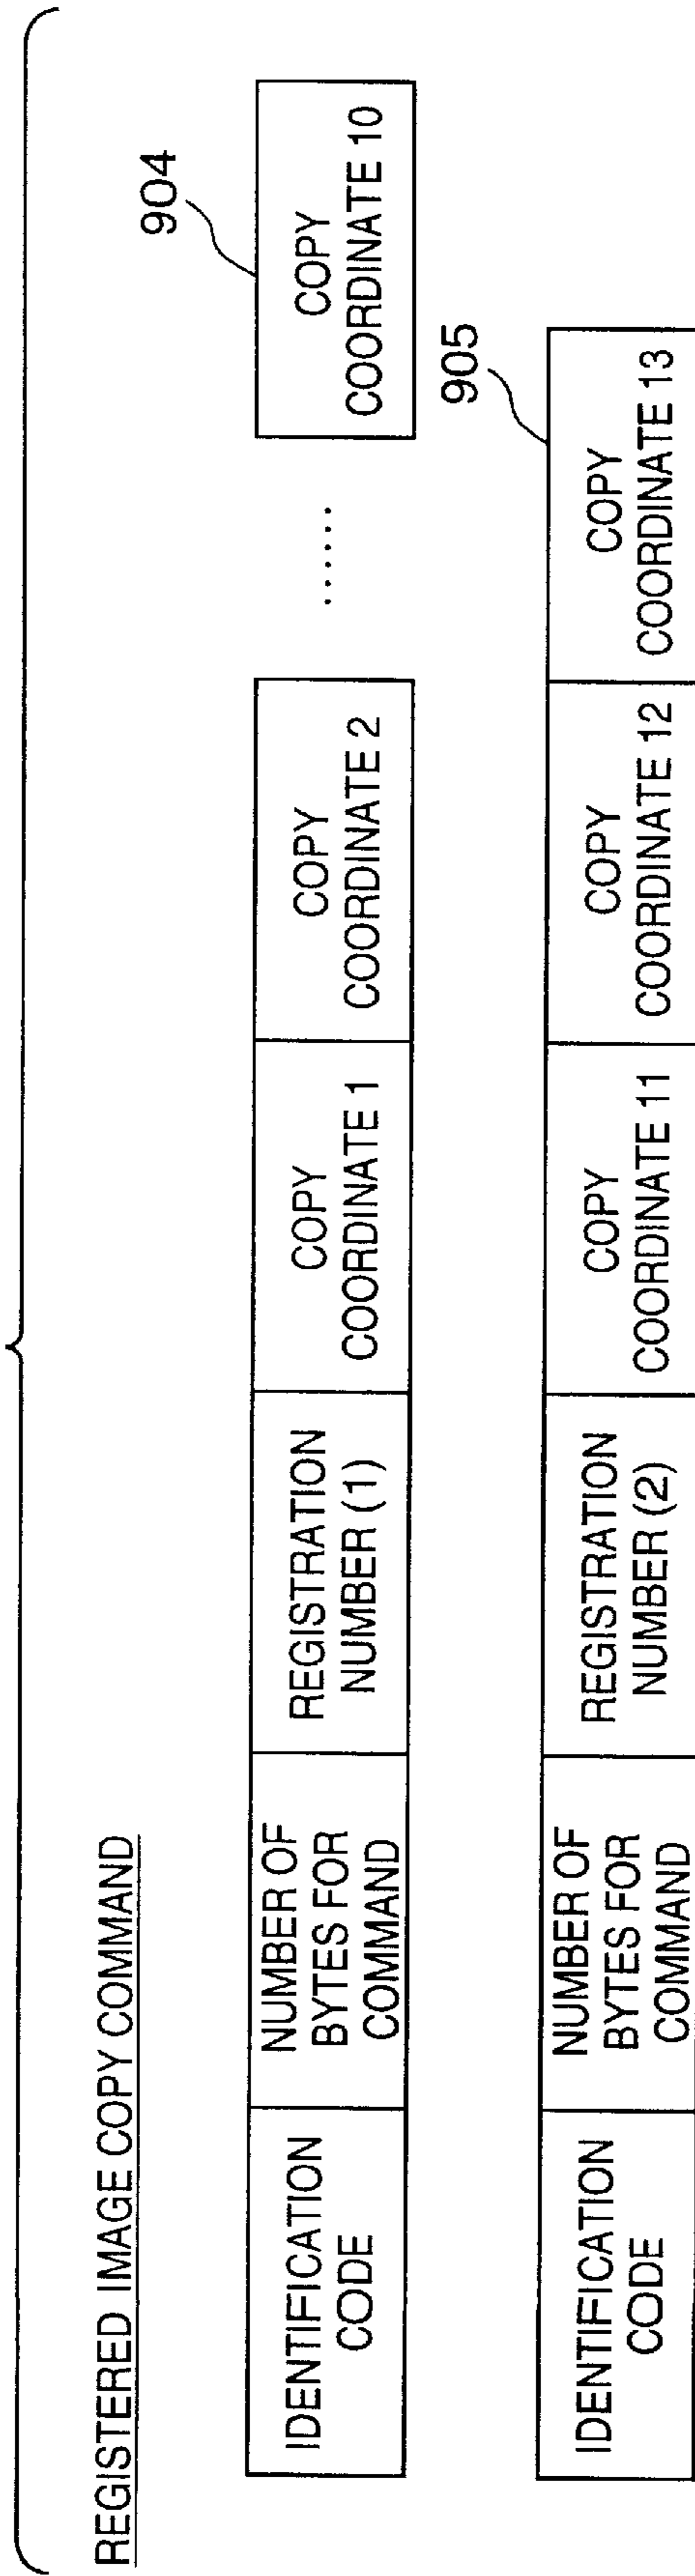 REGISTERED IMAGE COPY COMMAND
904
IDENTIFICATION
CODE
NUMBER OF
BYTES FOR
COMMAND
REGISTRATION
NUMBER (1)
COPY
COORDINATE 1
COPY
COORDINATE 2
......
COPY
COORDINATE 10
905
IDENTIFICATION
CODE
NUMBER OF
BYTES FOR
COMMAND
REGISTRATION
NUMBER (2)
COPY
COORDINATE 11
COPY
COORDINATE 12
COPY
COORDINATE 13